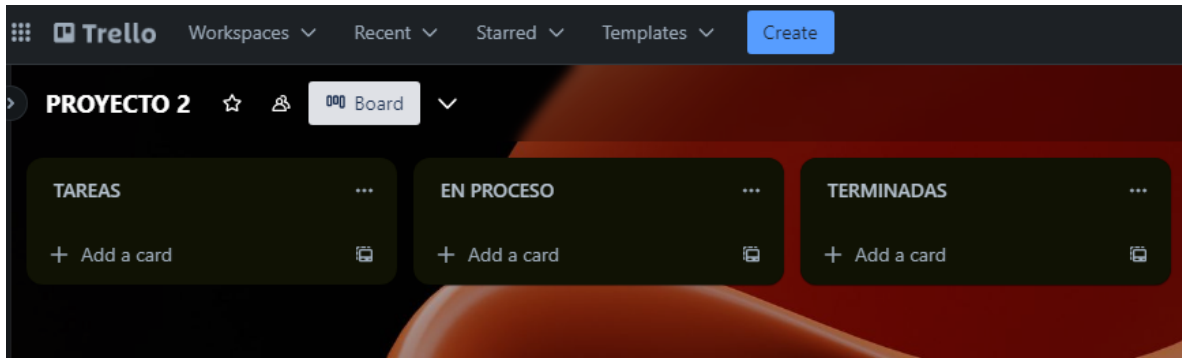 Trello Workspaces Recent Starred Templates Create
PROYECTO 2 Board
TAREAS EN PROCESO TERMINADAS
+ Add a card + Add a card + Add a card